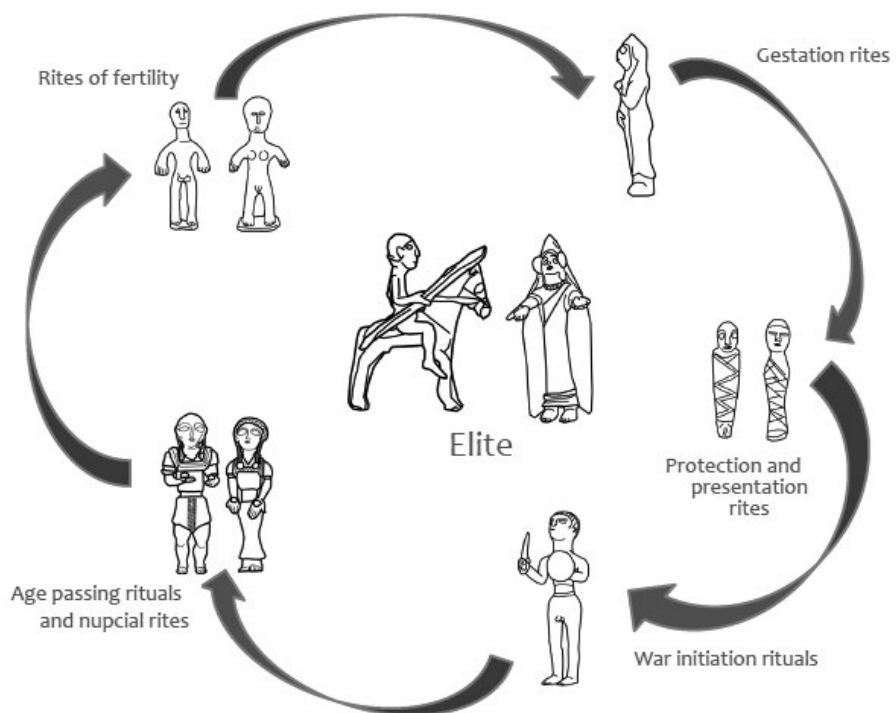 Rites of fertility
Gestation rites
Elite
Protection and
presentation
rites
Age passing rituals
and nupcial rites
War initiation rituals